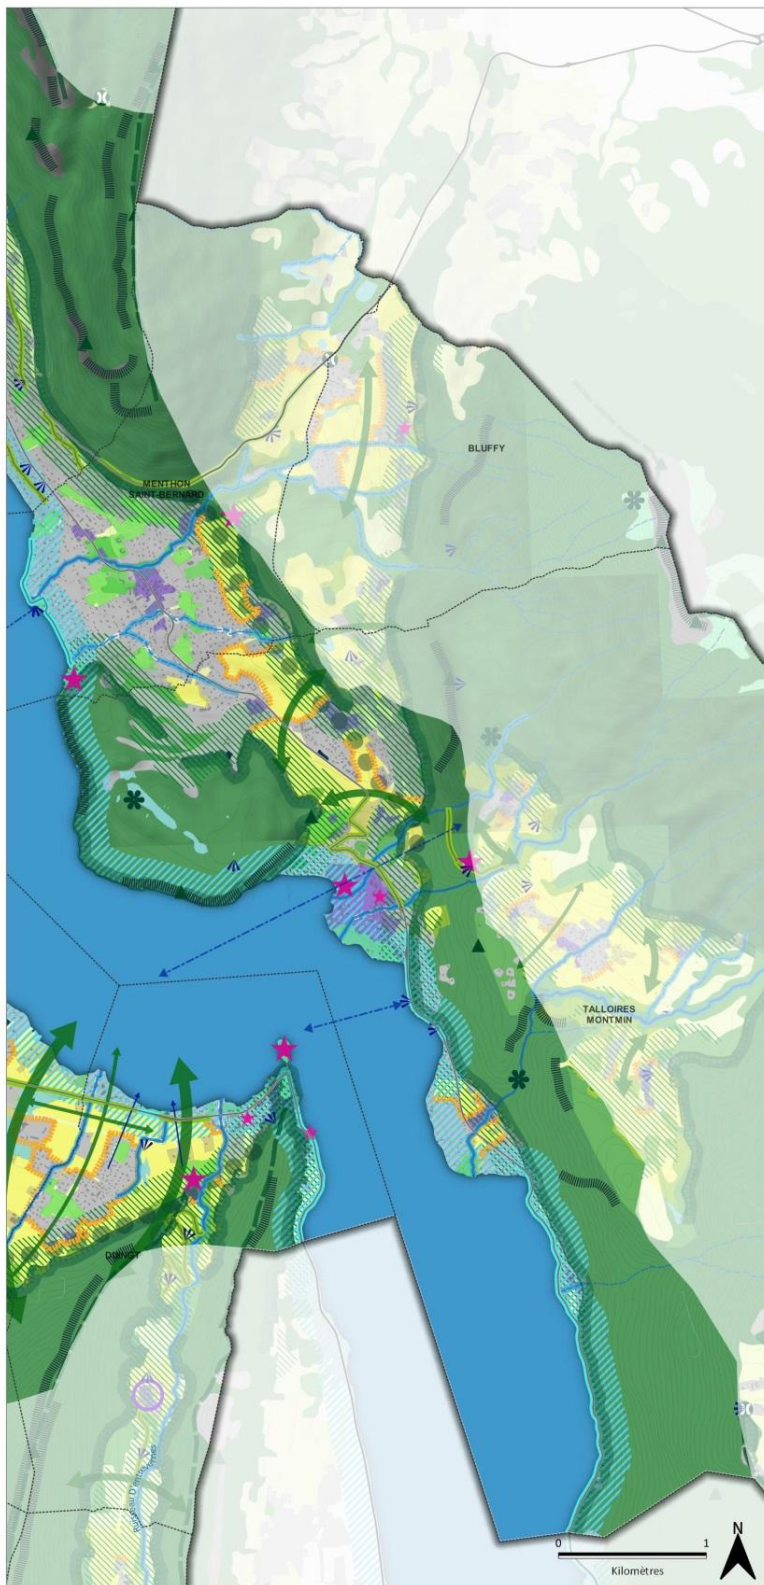 BLUFFY
MENTHON
SAINT-BERNARD
TALLOIRES
MONTMIN
DUINGT
0
1
Kilomètres
N